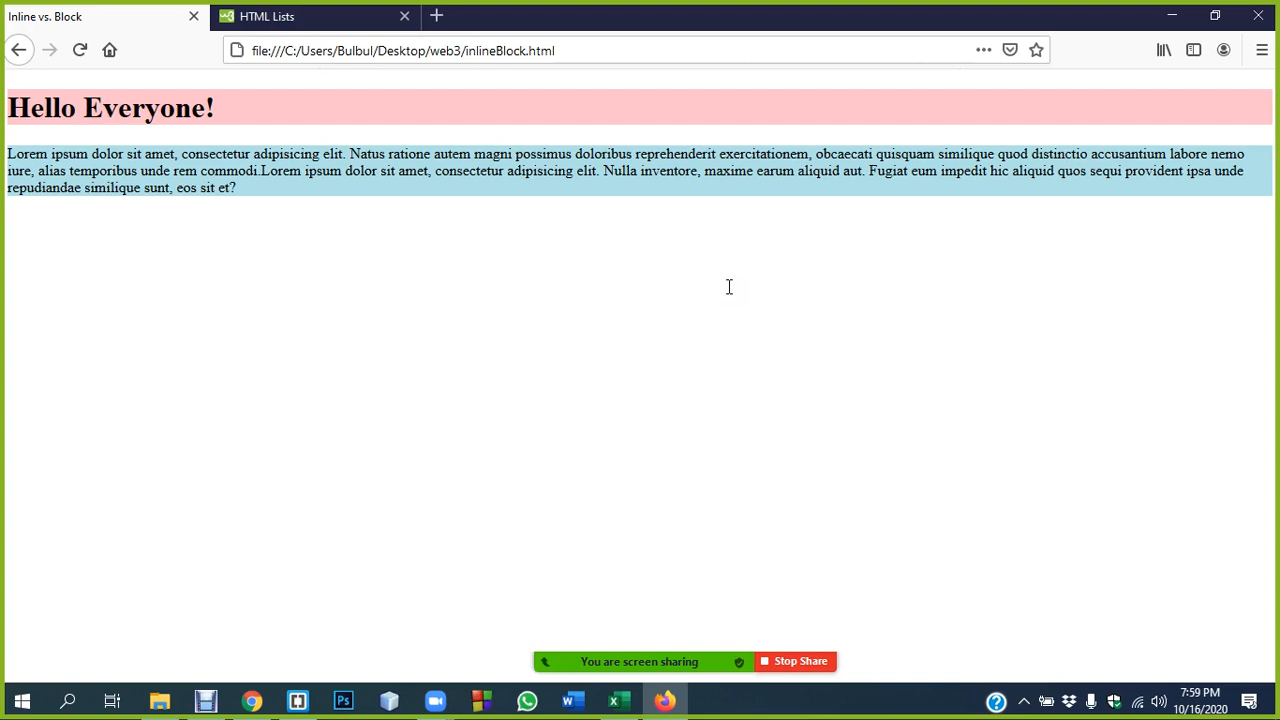 Inline vs. Block
HTML Lists
file:///C:/Users/Bulbul/Desktop/web3/inlineBlock.html
Hello Everyone!
Lorem ipsum dolor sit amet, consectetur adipisicing elit. Natus ratione autem magni possimus doloribus reprehenderit exercitationem, obcaecati quisquam similique quod distinctio accusantium labore nemo
iure, alias temporibus unde rem commodi.Lorem ipsum dolor sit amet, consectetur adipisicing elit. Nulla inventore, maxime earum aliquid aut. Fugiat eum impedit hic aliquid quos sequi provident ipsa unde
repudiandae similique sunt, eos sit et?
You are screen sharing
Stop Share
7:59 PM
10/16/2020